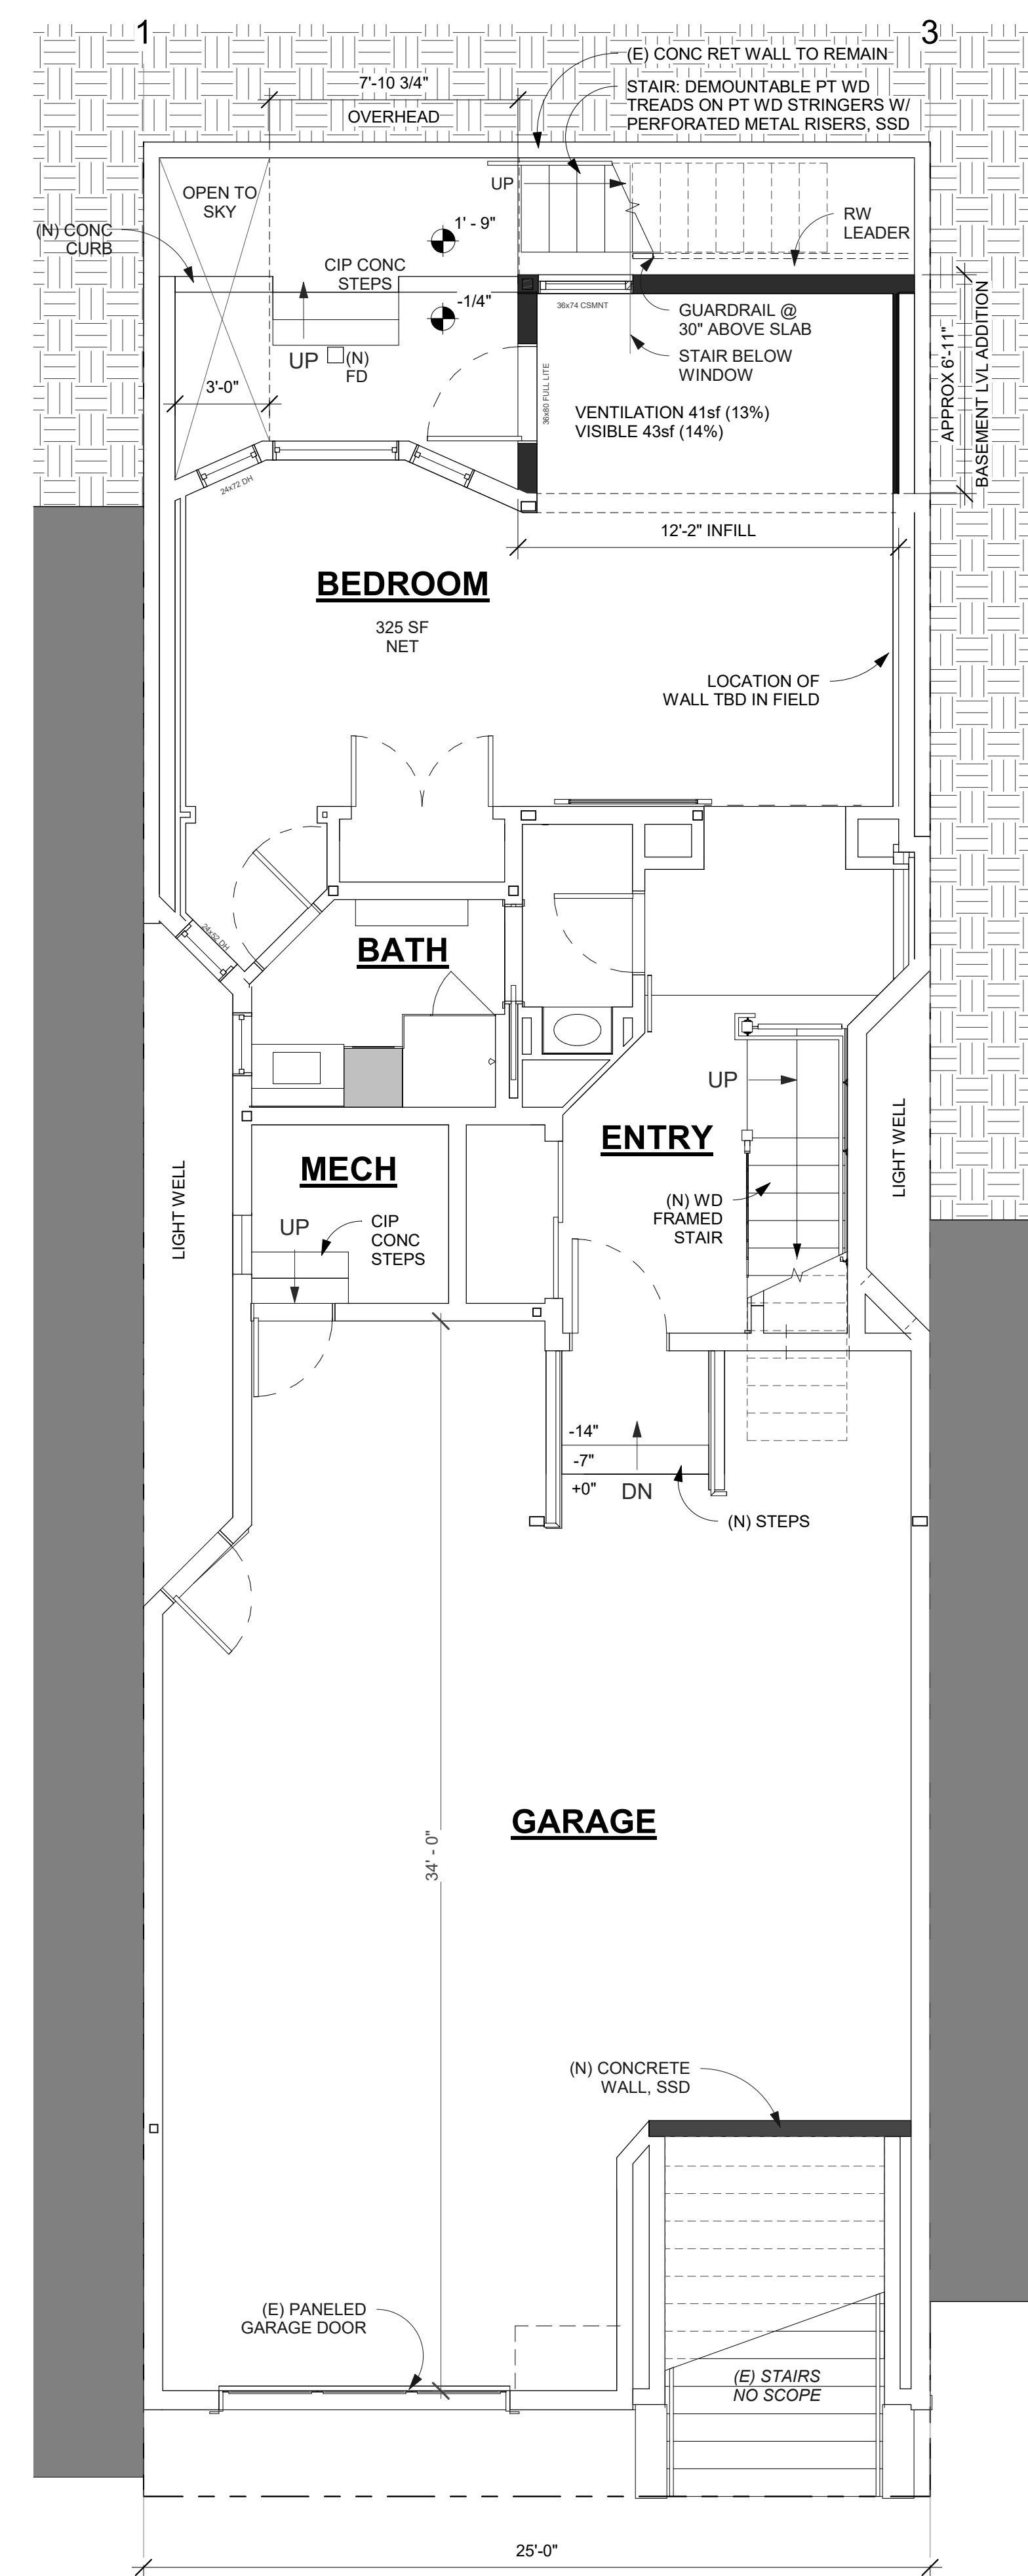 1
3
(E) CONC RET WALL TO REMAIN
7'-10 3/4"
OVERHEAD
STAIR: DEMOUNTABLE PT WD
TREADS ON PT WD STRINGERS W/
PERFORATED METAL RISERS, SSD
OPEN TO
SKY
UP
(N) CONC
CURB
1' - 9"
RW
LEADER
CIP CONC
STEPS
-1/4"
36x74 CSMNT
GUARDRAIL @
30" ABOVE SLAB
UP
(N)
FD
STAIR BELOW
WINDOW
3'-0"
36x80 FULL LITE
VENTILATION 41sf (13%)
VISIBLE 43sf (14%)
APPROX 6'-11"
BASEMENT LVL ADDITION
24x72 DH
12'-2" INFILL
BEDROOM
325 SF
NET
LOCATION OF
WALL TBD IN FIELD
24x52 DH
BATH
UP
ENTRY
LIGHT WELL
MECH
LIGHT WELL
(N) WD
FRAMED
STAIR
UP
CIP
CONC
STEPS
-14"
-7"
+0"
DN
(N) STEPS
GARAGE
34' - 0"
(N) CONCRETE
WALL, SSD
(E) PANELED
GARAGE DOOR
(E) STAIRS
NO SCOPE
25'-0"